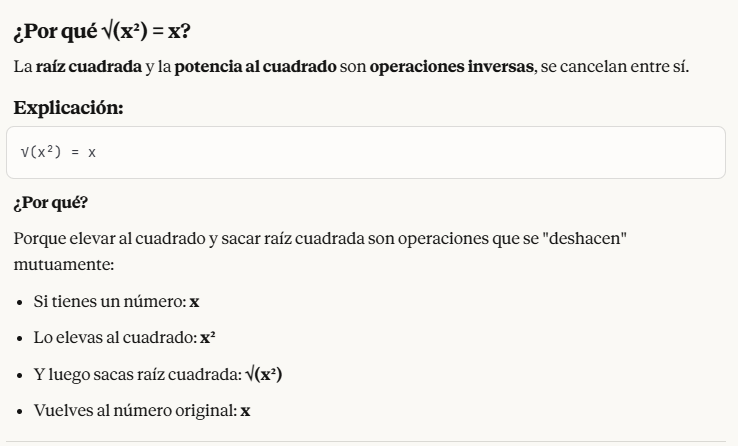 ¿Por qué √(x²) = x?
La raíz cuadrada y la potencia al cuadrado son operaciones inversas, se cancelan entre sí.
Explicación:
√(x²) = x
¿Por qué?
Porque elevar al cuadrado y sacar raíz cuadrada son operaciones que se "deshacen"
mutuamente:
• Si tienes un número: x
• Lo elevas al cuadrado: x²
• Y luego sacas raíz cuadrada: √(x²)
• Vuelves al número original: x